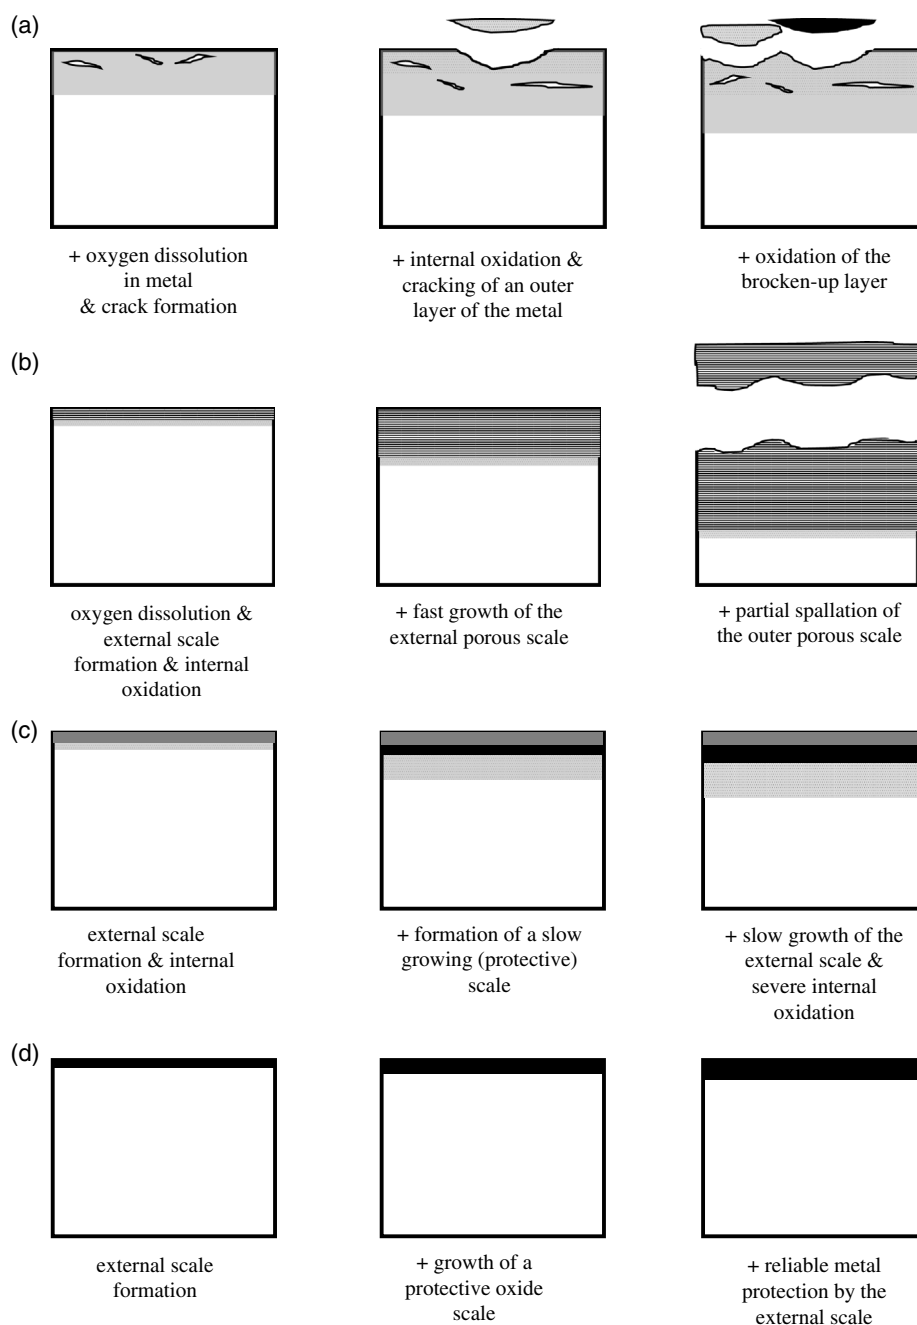 (a)
+ oxygen dissolution
in metal
& crack formation
+ internal oxidation &
cracking of an outer
layer of the metal
+ oxidation of the
brocken-up layer
(b)
oxygen dissolution &
external scale
formation & internal
oxidation
+ fast growth of the
external porous scale
+ partial spallation of
the outer porous scale
(c)
external scale
formation & internal
oxidation
+ formation of a slow
growing (protective)
scale
+ slow growth of the
external scale &
severe internal
oxidation
(d)
external scale
formation
+ growth of a
protective oxide
scale
+ reliable metal
protection by the
external scale